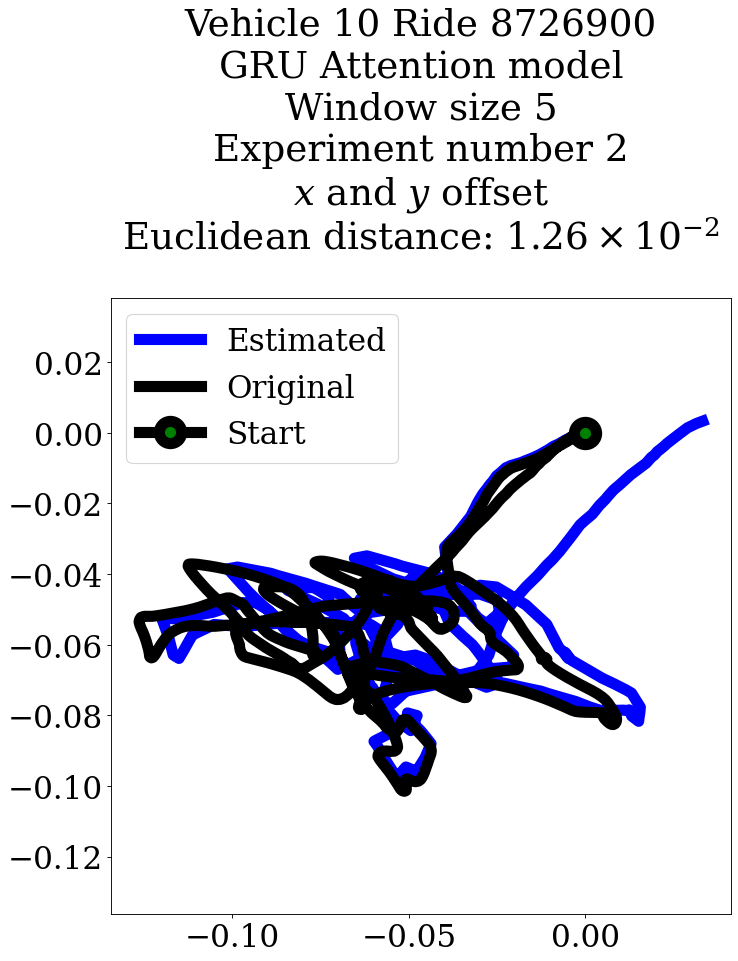 Vehicle 10 Ride 8726900
GRU Attention model
Window size 5
Experiment number 2
x and y offset
Euclidean distance: 1.26 × 10⁻²
Estimated
Original
Start
0.02
0.00
−0.02
−0.04
−0.06
−0.08
−0.10
−0.12
−0.10 −0.05 0.00